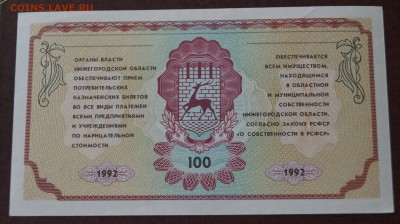 COINS.LAVE.RU
ОРГАНЫ ВЛАСТИ
НИЖЕГОРОДСКОЙ ОБЛАСТИ
ОБЕСПЕЧИВАЮТ ПРИЕМ
ПОТРЕБИТЕЛЬСКИХ
КАЗНАЧЕЙСКИХ БИЛЕТОВ
ВО ВСЕ ВИДЫ ПЛАТЕЖЕЙ
ВСЕМИ ПРЕДПРИЯТИЯМИ
И УЧРЕЖДЕНИЯМИ
ПО НАРИЦАТЕЛЬНОЙ
СТОИМОСТИ
ОБЕСПЕЧИВАЕТСЯ
ВСЕМ ИМУЩЕСТВОМ,
НАХОДЯЩИМСЯ
В ОБЛАСТНОЙ
И МУНИЦИПАЛЬНОЙ
СОБСТВЕННОСТИ
НИЖЕГОРОДСКОЙ ОБЛАСТИ,
СОГЛАСНО ЗАКОНУ РСФСР
«О СОБСТВЕННОСТИ В РСФСР»
100
1992
1992